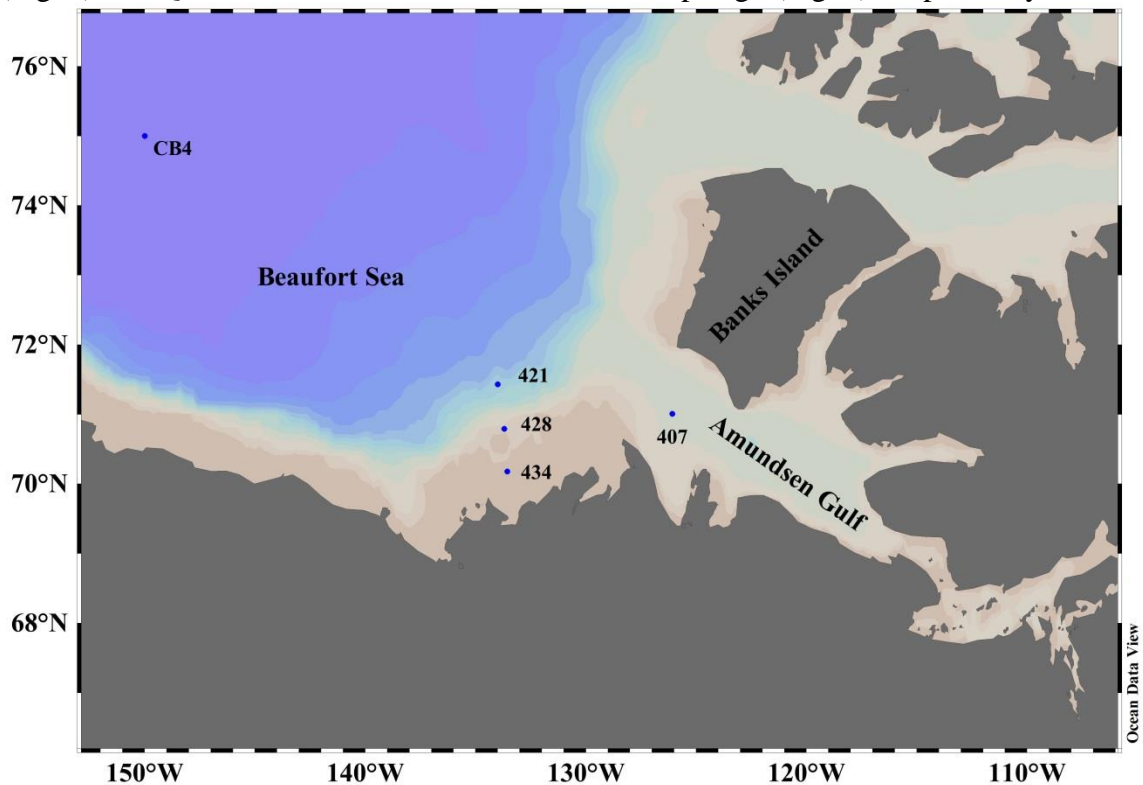 76°N
CB4
74°N
Beaufort Sea
Banks Island
72°N
421
428
407
Amundsen Gulf
70°N
434
68°N
Ocean Data View
150°W
140°W
130°W
120°W
110°W